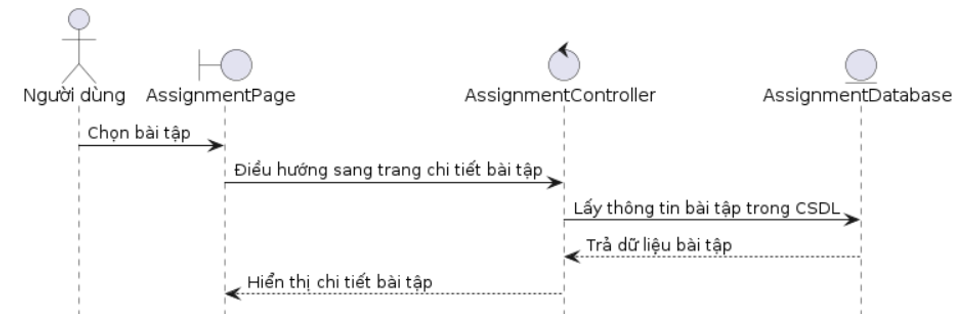 Người dùng
AssignmentPage
AssignmentController
AssignmentDatabase
Chọn bài tập
Điều hướng sang trang chi tiết bài tập
Lấy thông tin bài tập trong CSDL
Trả dữ liệu bài tập
Hiển thị chi tiết bài tập